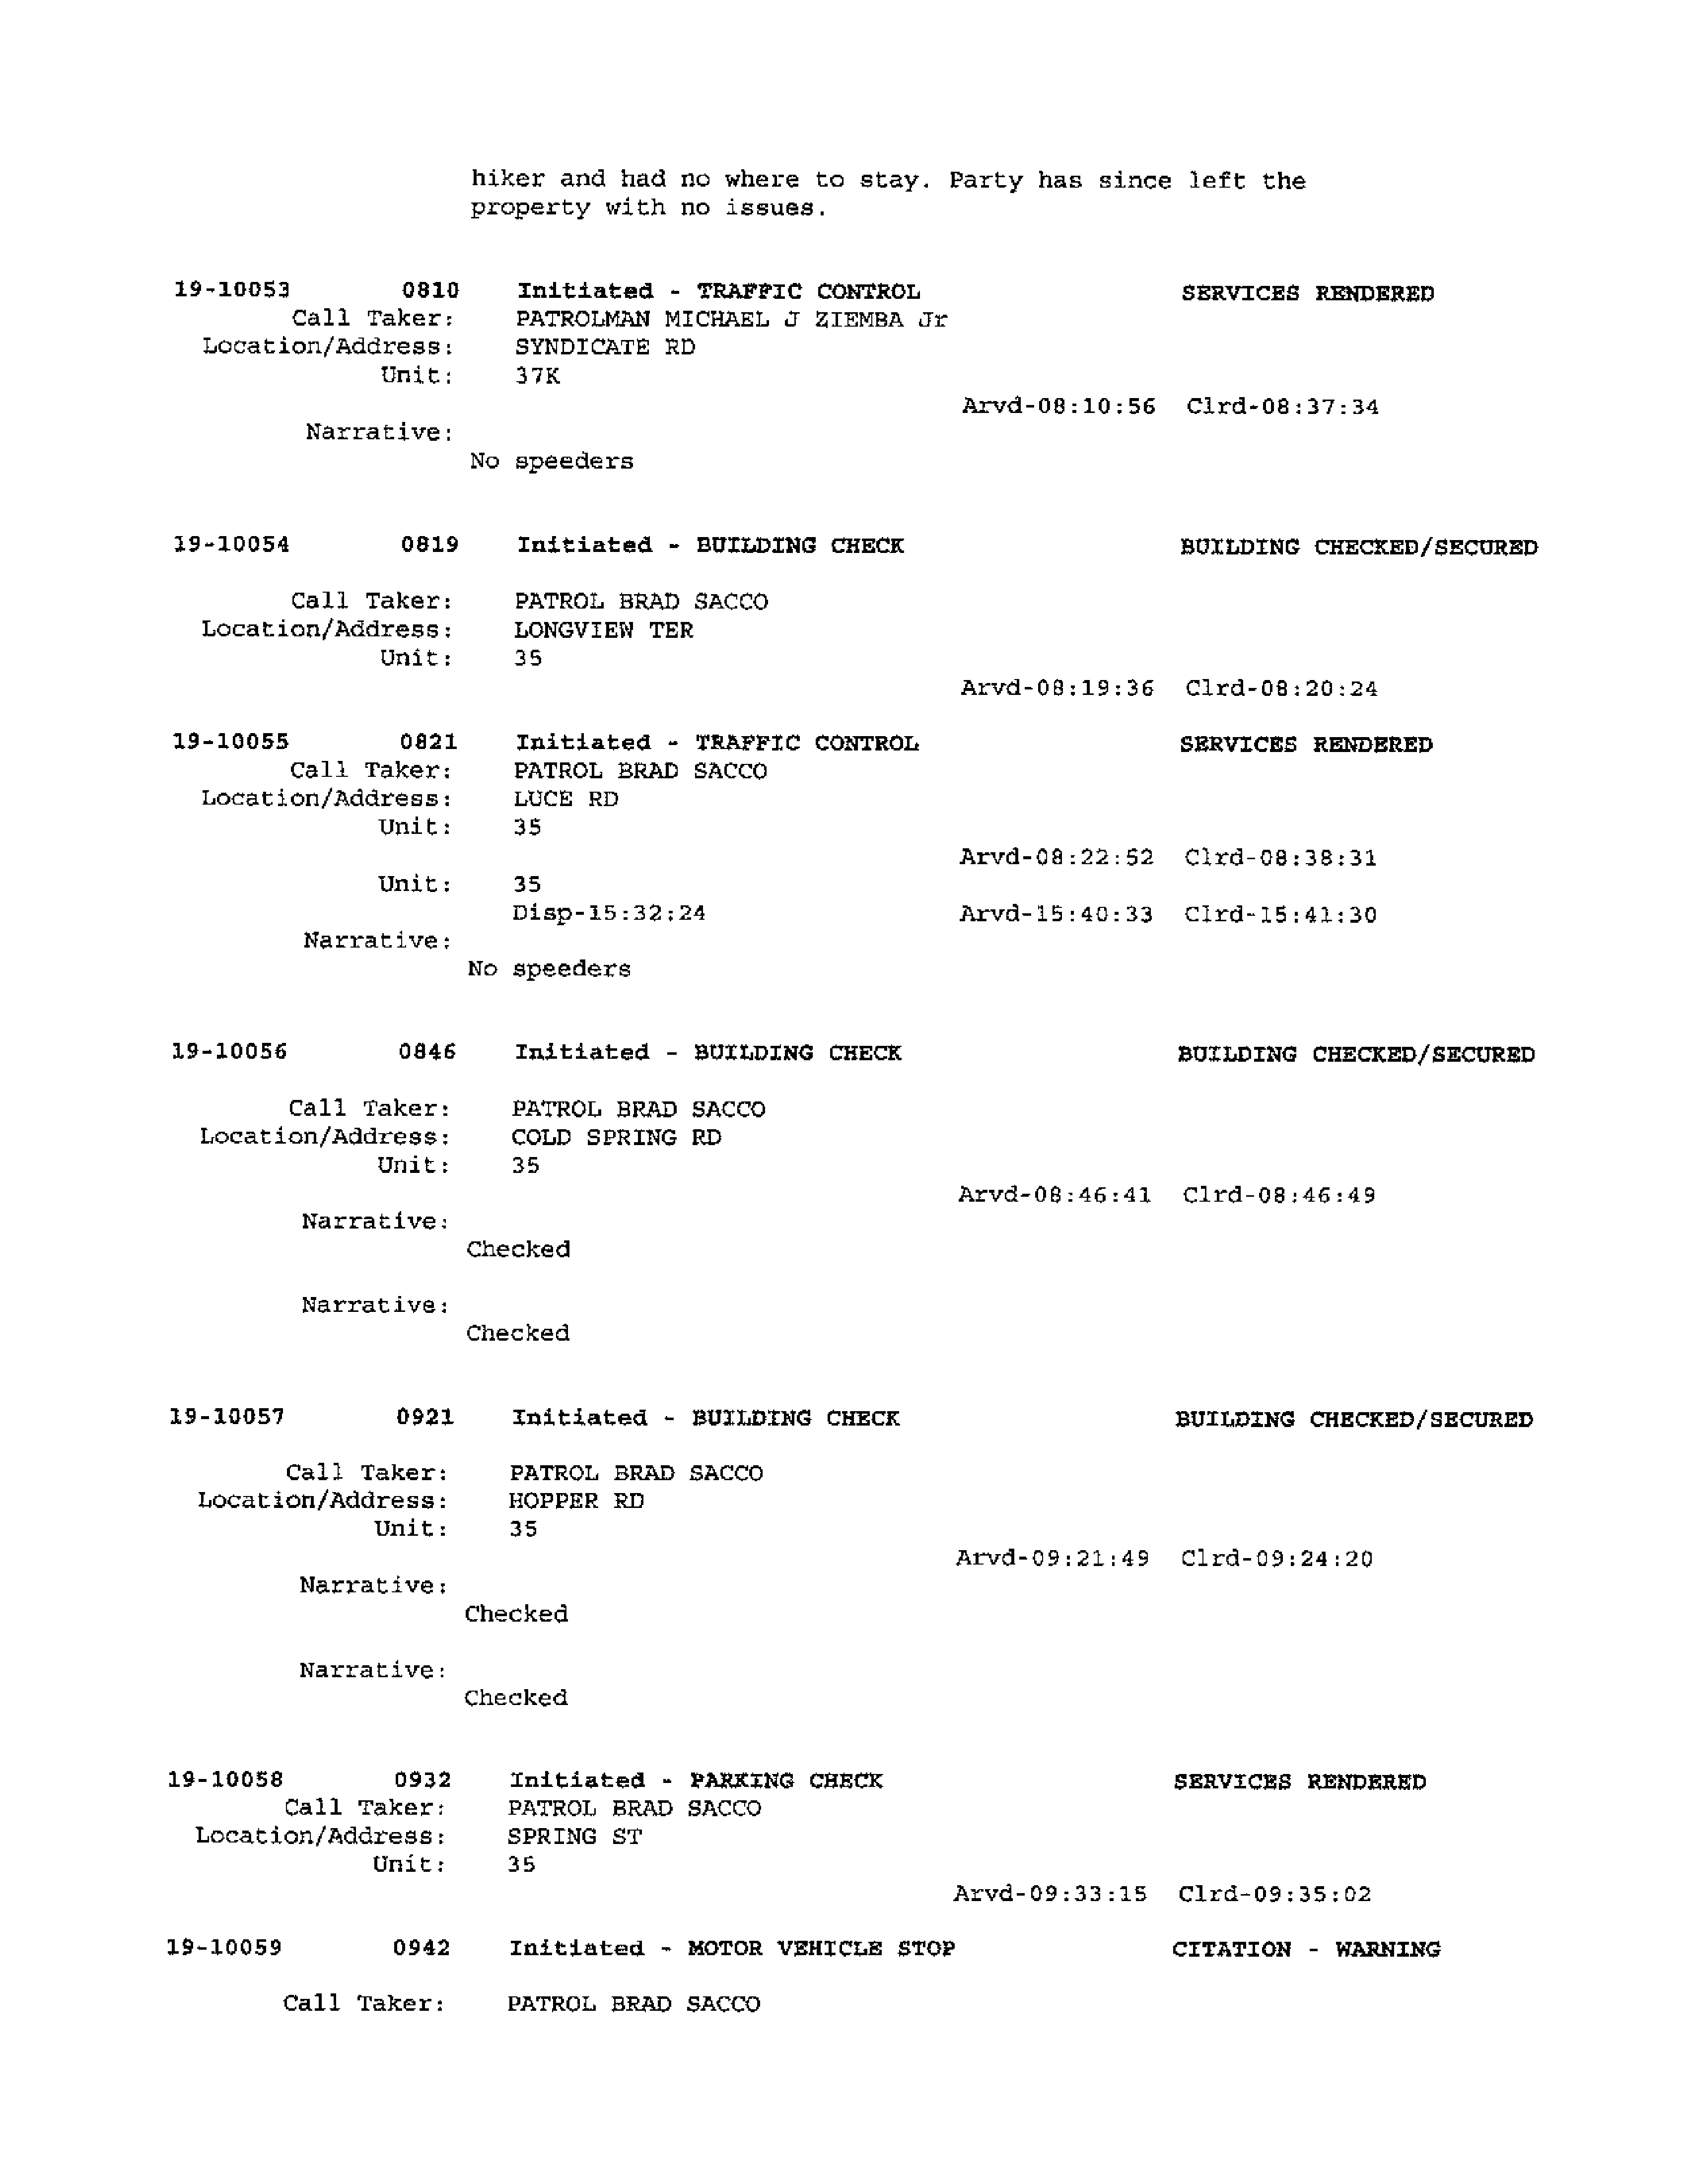 hiker and had no where to stay. Party has since left the
property with no issues.
19-10053 0810 Initiated - TRAFFIC CONTROL SERVICES RENDERED
Call Taker: PATROLMAN MICHAEL J ZIEMBA Jr
Location/Address: SYNDICATE RD
Unit: 37K
Arvd-08:10:56 Clrd-08:37:34
Narrative:
No speeders
19-10054 0819 Initiated - BUILDING CHECK BUILDING CHECKED/SECURED
Call Taker: PATROL BRAD SACCO
Location/Address: LONGVIEW TER
Unit: 35
Arvd-08:19:36 Clrd-08:20:24
19-10055 0821 Initiated - TRAFFIC CONTROL SERVICES RENDERED
Call Taker: PATROL BRAD SACCO
Location/Address: LUCE RD
Unit: 35
Arvd-08:22:52 Clrd-08:38:31
Unit: 35
Disp-15:32:24 Arvd-15:40:33 Clrd-15:41:30
Narrative:
No speeders
19-10056 0846 Initiated - BUILDING CHECK BUILDING CHECKED/SECURED
Call Taker: PATROL BRAD SACCO
Location/Address: COLD SPRING RD
Unit: 35
Arvd-08:46:41 Clrd-08:46:49
Narrative:
Checked
Narrative:
Checked
19-10057 0921 Initiated - BUILDING CHECK BUILDING CHECKED/SECURED
Call Taker: PATROL BRAD SACCO
Location/Address: HOPPER RD
Unit: 35
Arvd-09:21:49 Clrd-09:24:20
Narrative:
Checked
Narrative:
Checked
19-10058 0932 Initiated - PARKING CHECK SERVICES RENDERED
Call Taker: PATROL BRAD SACCO
Location/Address: SPRING ST
Unit: 35
Arvd-09:33:15 Clrd-09:35:02
19-10059 0942 Initiated - MOTOR VEHICLE STOP CITATION - WARNING
Call Taker: PATROL BRAD SACCO